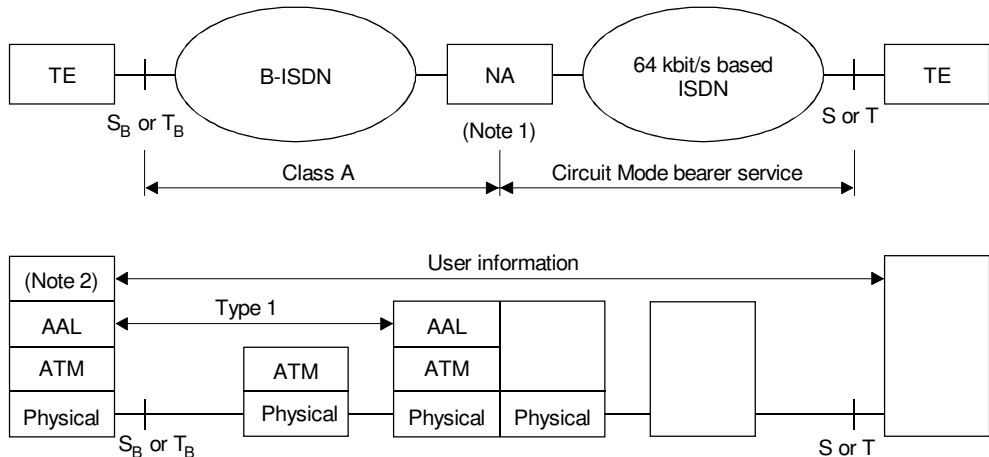 TE
B-ISDN
NA
64 kbit/s based
ISDN
TE
S_B or T_B
(Note 1)
S or T
Class A
Circuit Mode bearer service
(Note 2)
User information
AAL
Type 1
AAL
ATM
ATM
ATM
Physical
Physical
Physical
Physical
S_B or T_B
S or T